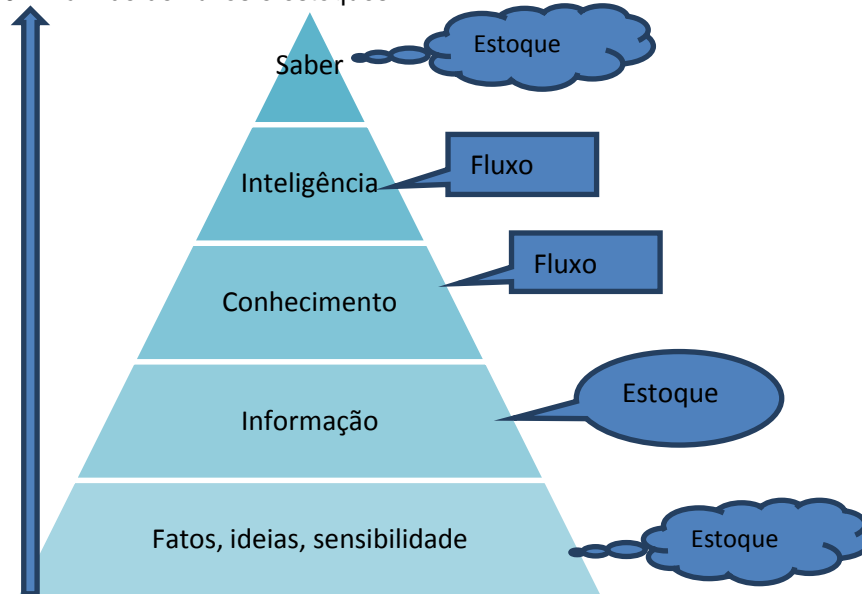 Saber
Estoque
Inteligência
Fluxo
Conhecimento
Fluxo
Informação
Estoque
Fatos, ideias, sensibilidade
Estoque